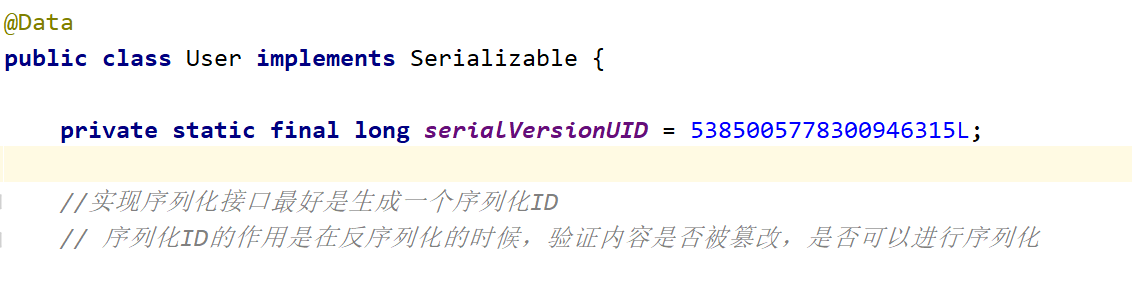 @Data
public class User implements Serializable {
private static final long serialVersionUID = 5385005778300946315L;
//实现序列化接口最好是生成一个序列化ID
// 序列化ID的作用是在反序列化的时候，验证内容是否被篡改，是否可以进行序列化